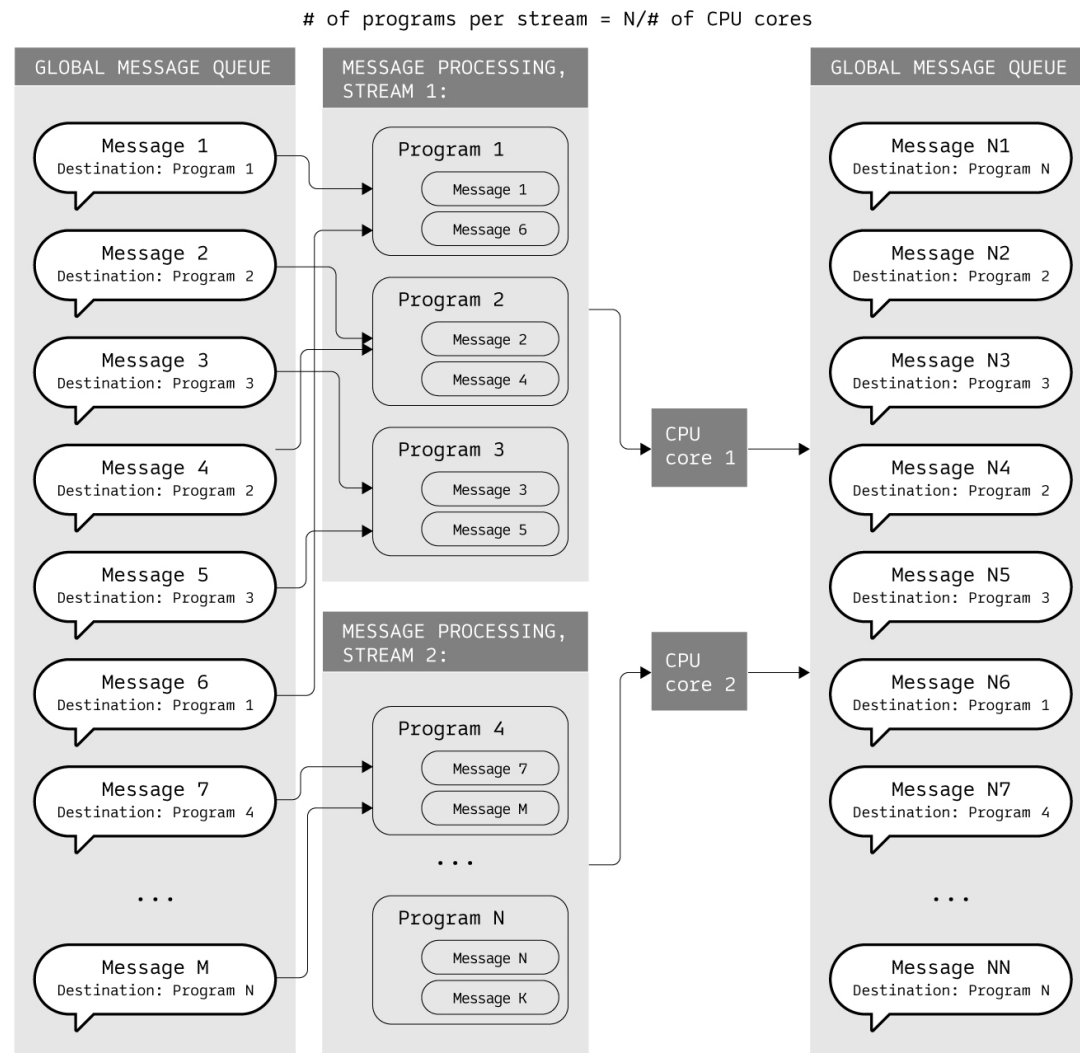 # of programs per stream = N/# of CPU cores
GLOBAL MESSAGE QUEUE
Message 1
Destination: Program 1
Message 2
Destination: Program 2
Message 3
Destination: Program 3
Message 4
Destination: Program 2
Message 5
Destination: Program 3
Message 6
Destination: Program 1
Message 7
Destination: Program 4
...
Message M
Destination: Program N
MESSAGE PROCESSING,
STREAM 1:
Program 1
Message 1
Message 6
Program 2
Message 2
Message 4
Program 3
Message 3
Message 5
MESSAGE PROCESSING,
STREAM 2:
Program 4
Message 7
Message M
...
Program N
Message N
Message K
CPU
core 1
CPU
core 2
GLOBAL MESSAGE QUEUE
Message N1
Destination: Program N
Message N2
Destination: Program 2
Message N3
Destination: Program 3
Message N4
Destination: Program 2
Message N5
Destination: Program 3
Message N6
Destination: Program 1
Message N7
Destination: Program 4
...
Message NN
Destination: Program N